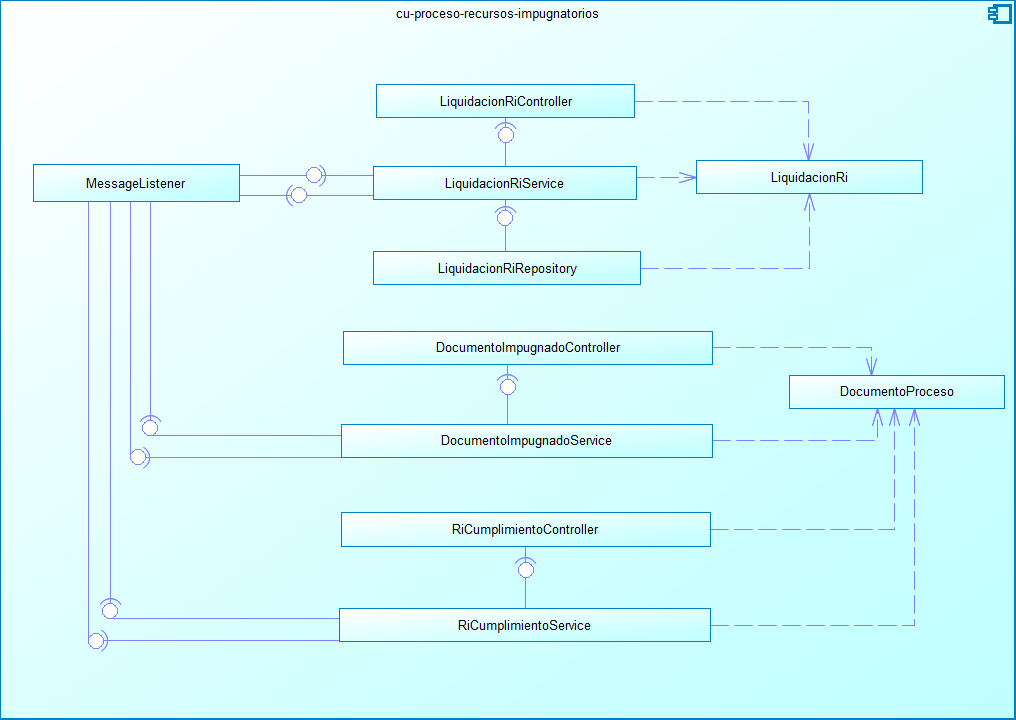 cu-proceso-recursos-impugnatorios
LiquidacionRiController
MessageListener
LiquidacionRiService
LiquidacionRi
LiquidacionRiRepository
DocumentoImpugnadoController
DocumentoProceso
DocumentoImpugnadoService
RiCumplimientoController
RiCumplimientoService